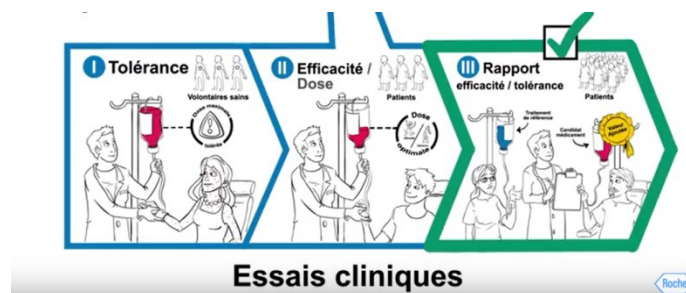 I Tolérance
Volontaires sains
Dose maximale
tolérée
II Efficacité /
Dose
Patients
Dose
optimale
III Rapport
efficacité / tolérance
Patients
Traitement
de référence
Candidat
médicament
Valeur
Ajoutée
Essais cliniques
Roche